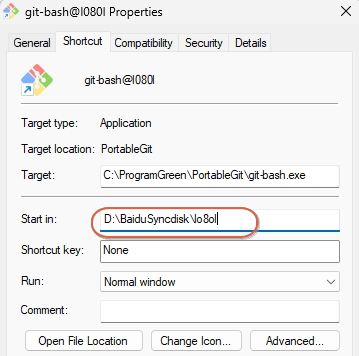 git-bash@l080l Properties
General Shortcut Compatibility Security Details
git-bash@l080l
Target type: Application
Target location: PortableGit
Target: C:\ProgramGreen\PortableGit\git-bash.exe
Start in: D:\BaiduSyncdisk\lo8ol
Shortcut key: None
Run: Normal window
Comment:
Open File Location Change Icon... Advanced...